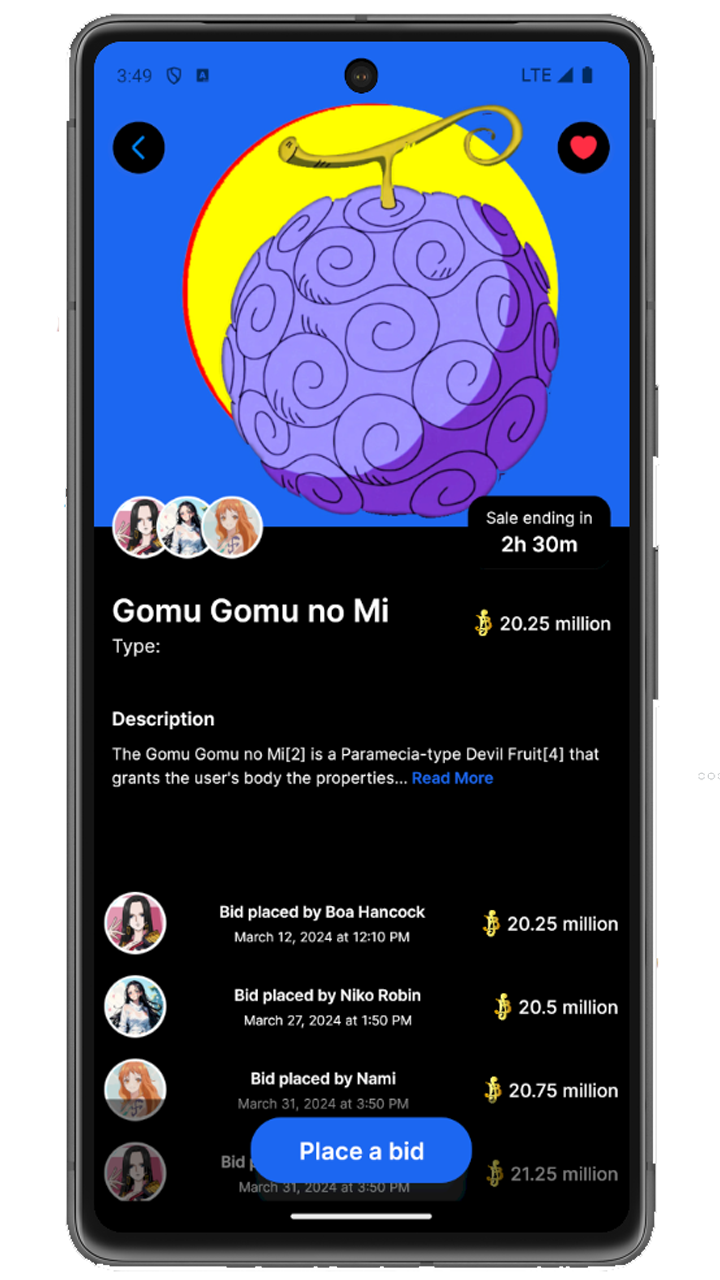 3:49
LTE
Sale ending in
2h 30m
Gomu Gomu no Mi
20.25 million
Type:
Description
The Gomu Gomu no Mi[2] is a Paramecia-type Devil Fruit[4] that
grants the user's body the properties... Read More
Bid placed by Boa Hancock
March 12, 2024 at 12:10 PM
20.25 million
Bid placed by Niko Robin
March 27, 2024 at 1:50 PM
20.5 million
Bid placed by Nami
March 31, 2024 at 3:50 PM
20.75 million
Bid
Place a bid
21.25 million
March 31, 2024 at 3:50 PM